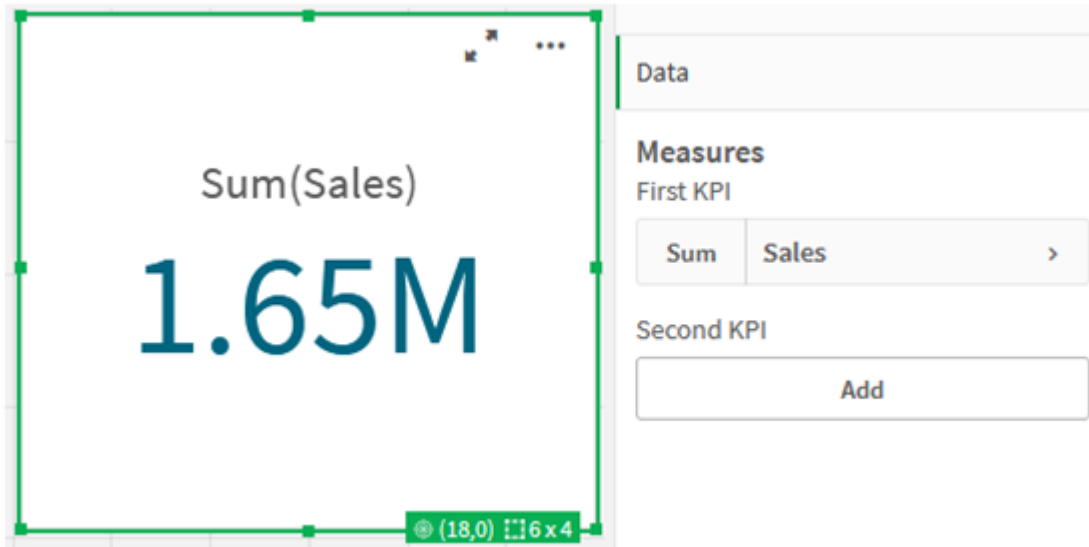 Sum(Sales)
1.65M
(18,0) 6 x 4
Data
Measures
First KPI
Sum Sales
Second KPI
Add